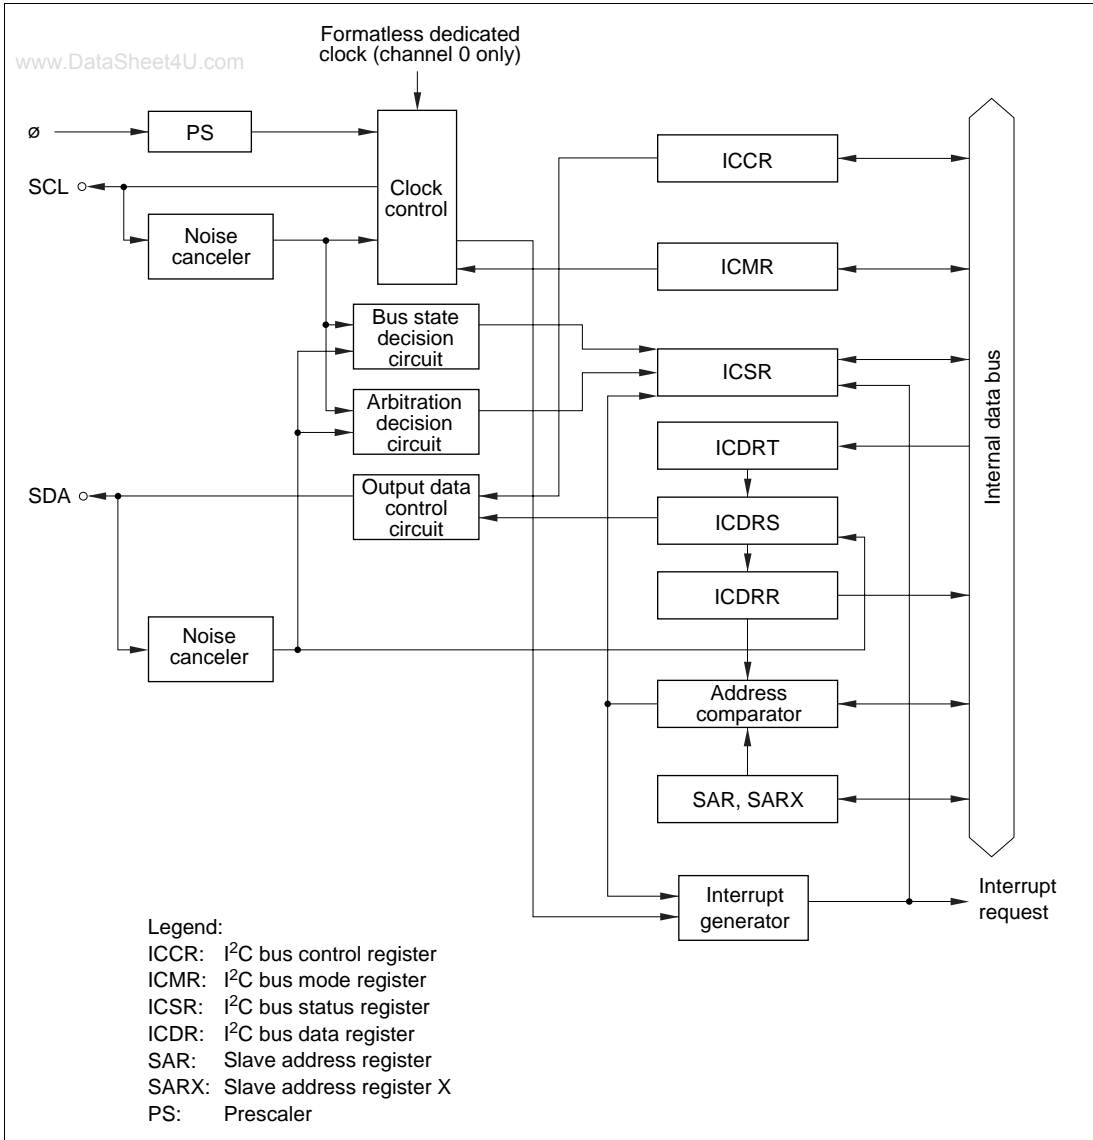 Formatless dedicated
clock (channel 0 only)
www.DataSheet4U.com
ø
PS
ICCR
SCL
Clock
control
Noise
canceler
ICMR
Bus state
decision
circuit
ICSR
Arbitration
decision
circuit
Internal data bus
ICDRT
SDA
Output data
control
circuit
ICDRS
ICDRR
Noise
canceler
Address
comparator
SAR, SARX
Interrupt
generator
Interrupt
request
Legend:
ICCR: I²C bus control register
ICMR: I²C bus mode register
ICSR: I²C bus status register
ICDR: I²C bus data register
SAR: Slave address register
SARX: Slave address register X
PS: Prescaler